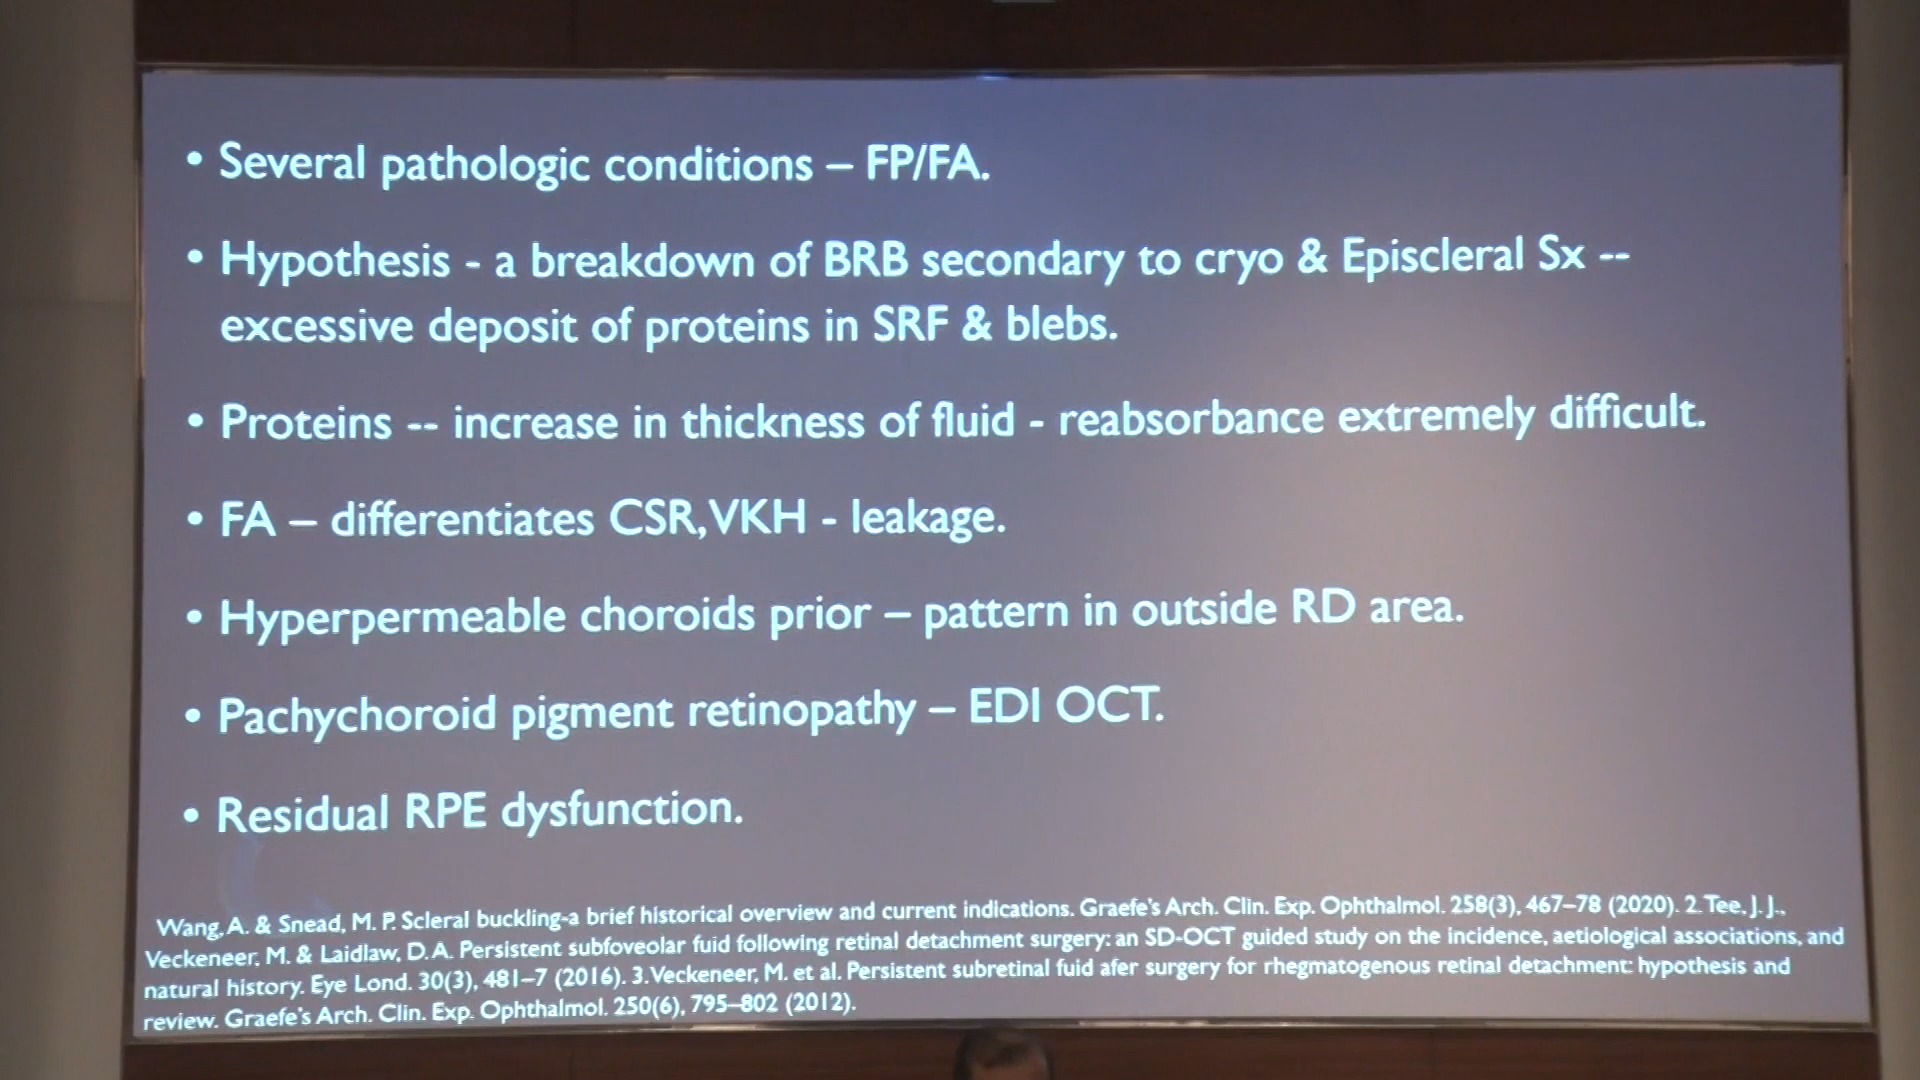 • Several pathologic conditions – FP/FA.
• Hypothesis - a breakdown of BRB secondary to cryo & Episcleral Sx --
excessive deposit of proteins in SRF & blebs.
• Proteins -- increase in thickness of fluid - reabsorbance extremely difficult.
• FA – differentiates CSR, VKH - leakage.
• Hyperpermeable choroids prior – pattern in outside RD area.
• Pachychoroid pigment retinopathy – EDI OCT.
• Residual RPE dysfunction.
Wang, A. & Snead, M. P. Scleral buckling-a brief historical overview and current indications. Graefe's Arch. Clin. Exp. Ophthalmol. 258(3), 467–78 (2020). 2. Tee, J. J.,
Veckeneer, M. & Laidlaw, D. A. Persistent subfoveolar fuid following retinal detachment surgery: an SD-OCT guided study on the incidence, aetiological associations, and
natural history. Eye Lond. 30(3), 481–7 (2016). 3. Veckeneer, M. et al. Persistent subretinal fuid afer surgery for rhegmatogenous retinal detachment: hypothesis and
review. Graefe's Arch. Clin. Exp. Ophthalmol. 250(6), 795–802 (2012).